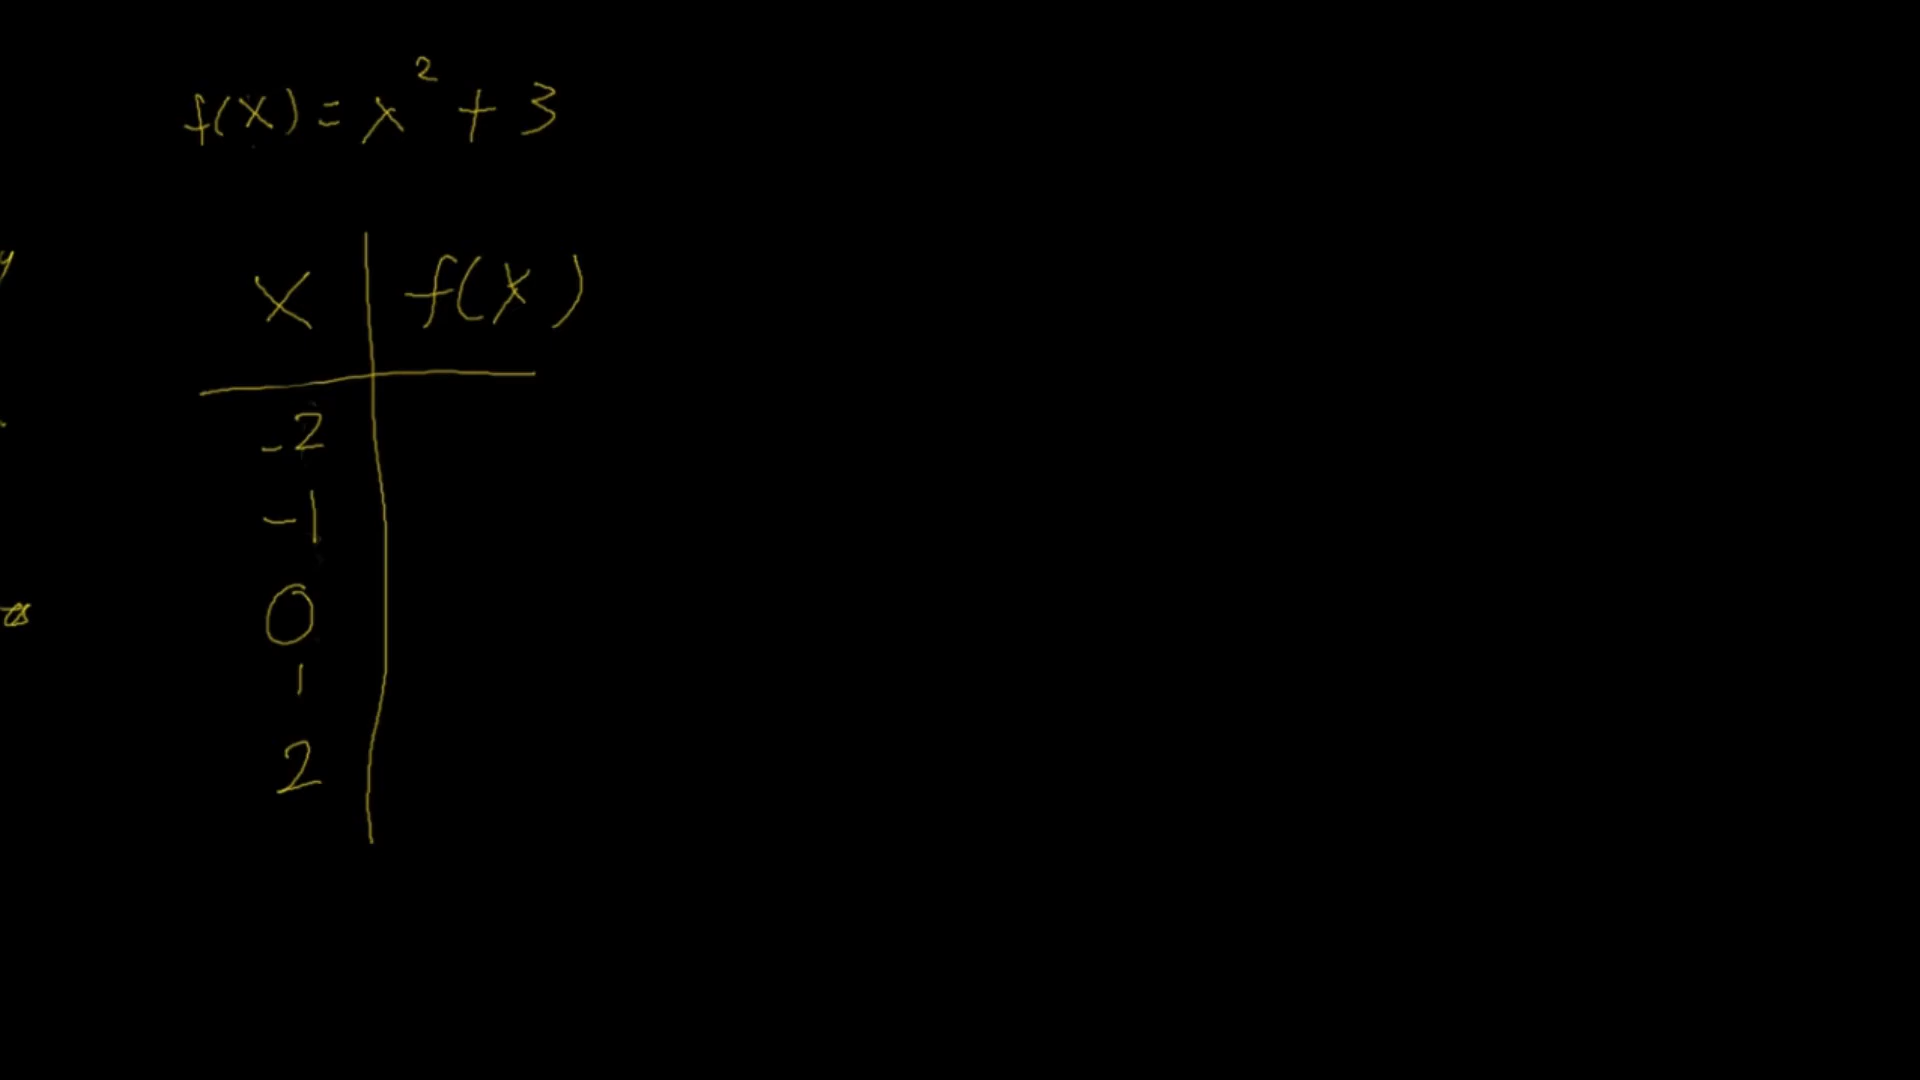 f(x) = x² + 3
x f(x)
-2
-1
0
1
2